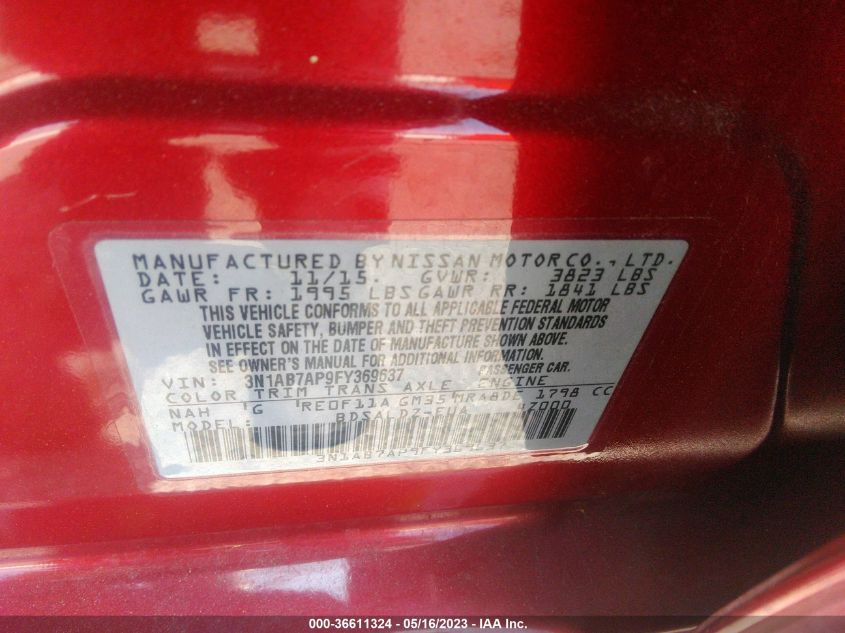 MANUFACTURED BY NISSAN MOTOR CO., LTD.
DATE: 11/15 GVWR: 3823 LBS
GAWR FR: 1995 LBS GAWR RR: 1841 LBS
THIS VEHICLE CONFORMS TO ALL APPLICABLE FEDERAL MOTOR
VEHICLE SAFETY, BUMPER AND THEFT PREVENTION STANDARDS
IN EFFECT ON THE DATE OF MANUFACTURE SHOWN ABOVE.
SEE OWNER'S MANUAL FOR ADDITIONAL INFORMATION.
VIN: 3N1AB7AP9FY369637 PASSENGER CAR.
COLOR TRIM TRANS AXLE ENGINE
NAH G RE0F11A GM35 MRA8DE 1798 CC
MODEL: BDSALDZ-EUA
3N1AB7AP9FY
000-36611324 - 05/16/2023 - IAA, Inc.